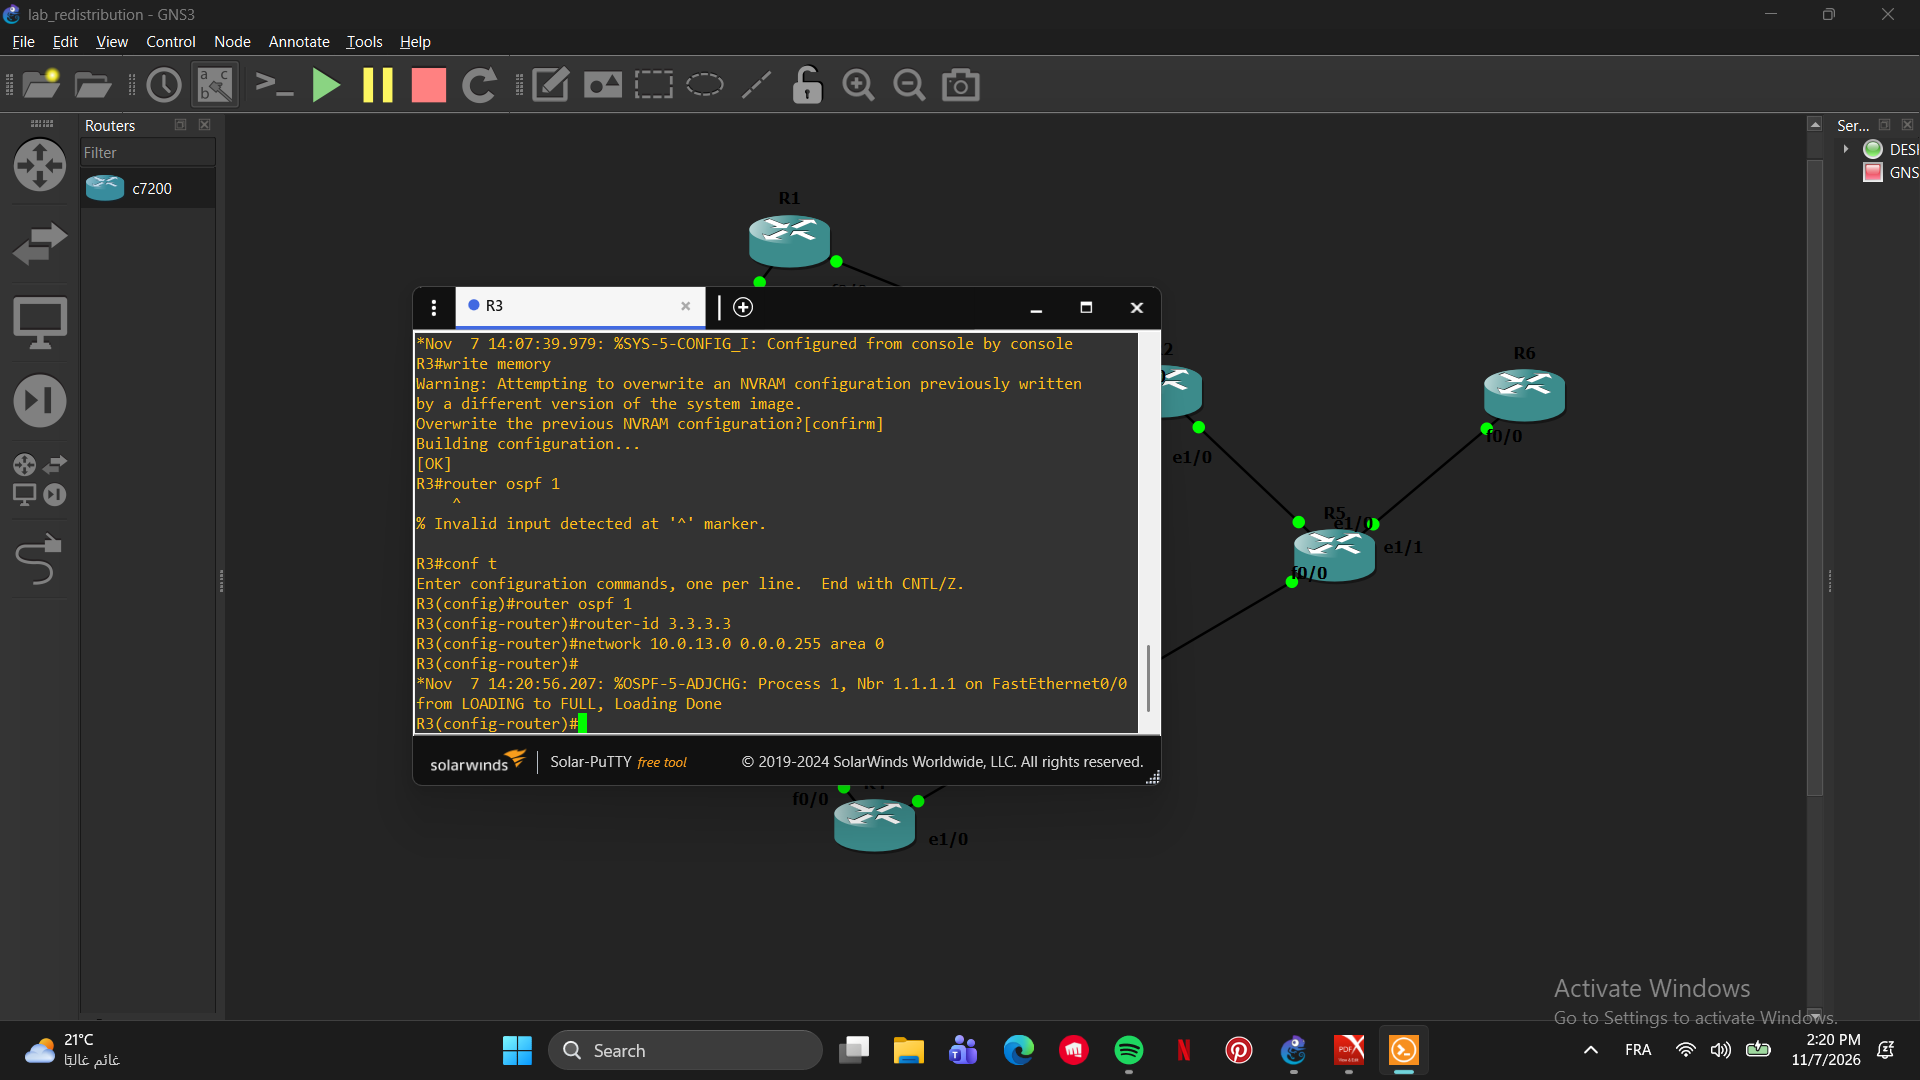 lab_redistribution - GNS3
File Edit View Control Node Annotate Tools Help
Routers
Filter
c7200
Ser...
DESH
GNS
R1
R6
f0/0
e1/0
R5
e1/0
e1/1
f0/0
R3
*Nov  7 14:07:39.979: %SYS-5-CONFIG_I: Configured from console by console
R3#write memory
Warning: Attempting to overwrite an NVRAM configuration previously written
by a different version of the system image.
Overwrite the previous NVRAM configuration?[confirm]
Building configuration...
[OK]
R3#router ospf 1
^
% Invalid input detected at '^' marker.
R3#conf t
Enter configuration commands, one per line.  End with CNTL/Z.
R3(config)#router ospf 1
R3(config-router)#router-id 3.3.3.3
R3(config-router)#network 10.0.13.0 0.0.0.255 area 0
R3(config-router)#
*Nov  7 14:20:56.207: %OSPF-5-ADJCHG: Process 1, Nbr 1.1.1.1 on FastEthernet0/0
from LOADING to FULL, Loading Done
R3(config-router)#
solarwinds Solar-PuTTY free tool © 2019-2024 SolarWinds Worldwide, LLC. All rights reserved.
f0/0
e1/0
Activate Windows
Go to Settings to activate Windows.
21°C
غائم غالبًا
Search
FRA
2:20 PM
11/7/2026